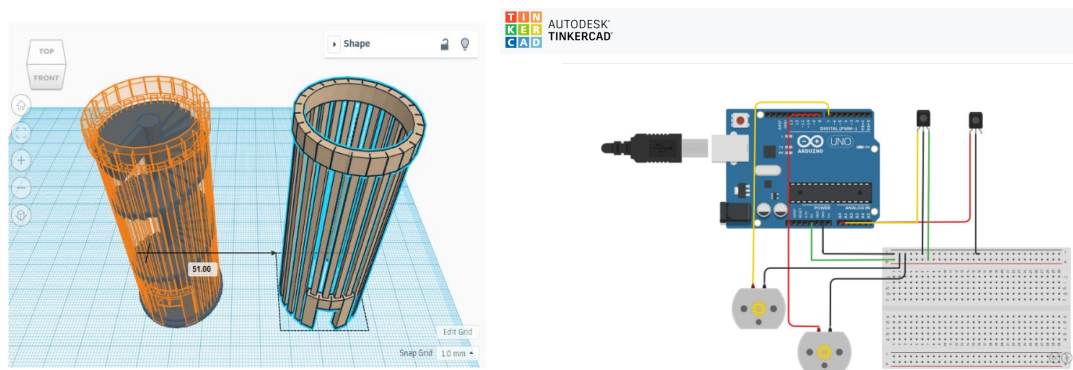 TOP
FRONT
Shape
51.00
Edit Grid
Snap Grid 1.0 mm
TIN
KER
CAD
AUTODESK®
TINKERCAD®
DIGITAL (PWM~)
ARDUINO
UNO
POWER
ANALOG IN